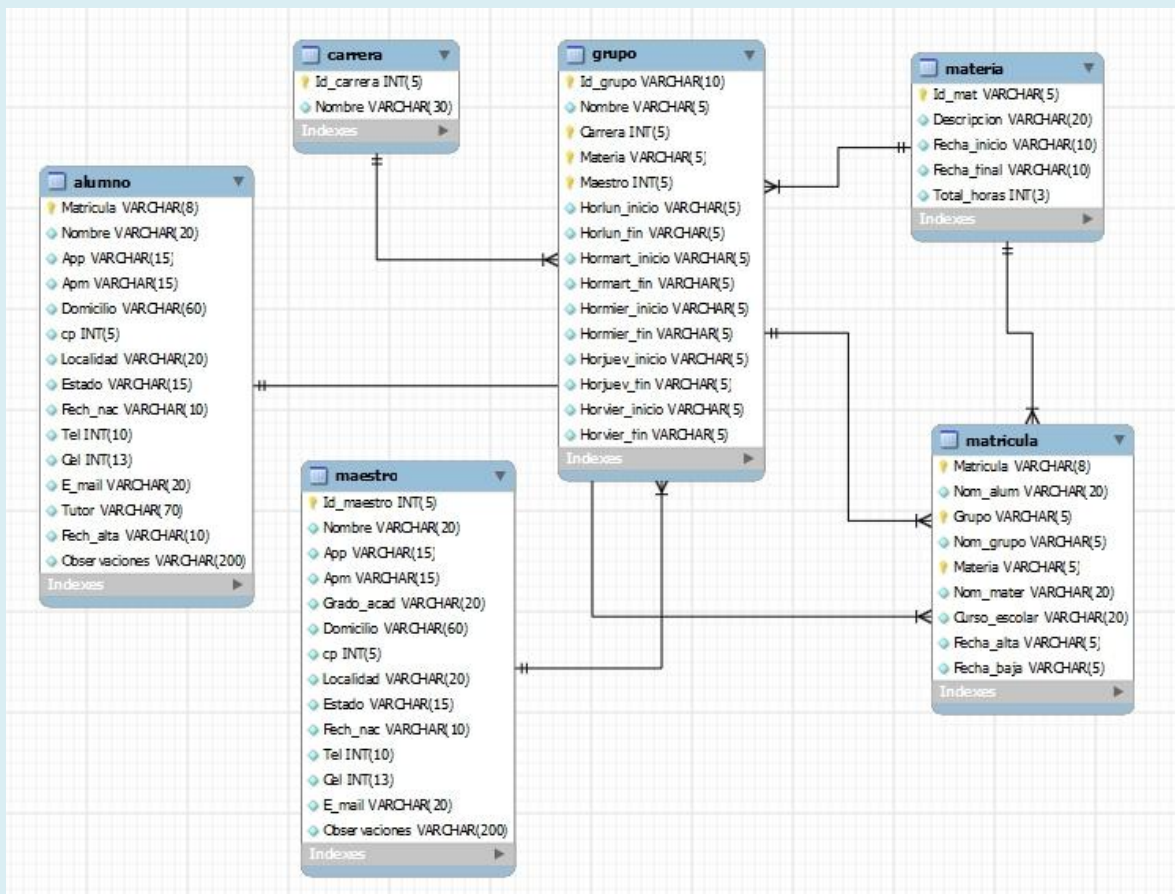 carrera
Id_carrera INT(5)
Nombre VARCHAR(30)
Indexes
grupo
Id_grupo VARCHAR(10)
Nombre VARCHAR(5)
Carrera INT(5)
Materia VARCHAR(5)
Maestro INT(5)
Horlun_inicio VARCHAR(5)
Horlun_fin VARCHAR(5)
Hormart_inicio VARCHAR(5)
Hormart_fin VARCHAR(5)
Hormier_inicio VARCHAR(5)
Hormier_fin VARCHAR(5)
Horjuev_inicio VARCHAR(5)
Horjuev_fin VARCHAR(5)
Horvier_inicio VARCHAR(5)
Horvier_fin VARCHAR(5)
Indexes
materia
Id_mat VARCHAR(5)
Descripcion VARCHAR(20)
Fecha_inicio VARCHAR(10)
Fecha_final VARCHAR(10)
Total_horas INT(3)
Indexes
alumno
Matricula VARCHAR(8)
Nombre VARCHAR(20)
App VARCHAR(15)
Apm VARCHAR(15)
Domicilio VARCHAR(60)
cp INT(5)
Localidad VARCHAR(20)
Estado VARCHAR(15)
Fech_nac VARCHAR(10)
Tel INT(10)
Cel INT(13)
E_mail VARCHAR(20)
Tutor VARCHAR(70)
Fech_alta VARCHAR(10)
Observaciones VARCHAR(200)
Indexes
maestro
Id_maestro INT(5)
Nombre VARCHAR(20)
App VARCHAR(15)
Apm VARCHAR(15)
Grado_acad VARCHAR(20)
Domicilio VARCHAR(60)
cp INT(5)
Localidad VARCHAR(20)
Estado VARCHAR(15)
Fech_nac VARCHAR(10)
Tel INT(10)
Cel INT(13)
E_mail VARCHAR(20)
Observaciones VARCHAR(200)
Indexes
matricula
Matricula VARCHAR(8)
Nom_alum VARCHAR(20)
Grupo VARCHAR(5)
Nom_grupo VARCHAR(5)
Materia VARCHAR(5)
Nom_mater VARCHAR(20)
Curso_escolar VARCHAR(20)
Fecha_alta VARCHAR(5)
Fecha_baja VARCHAR(5)
Indexes